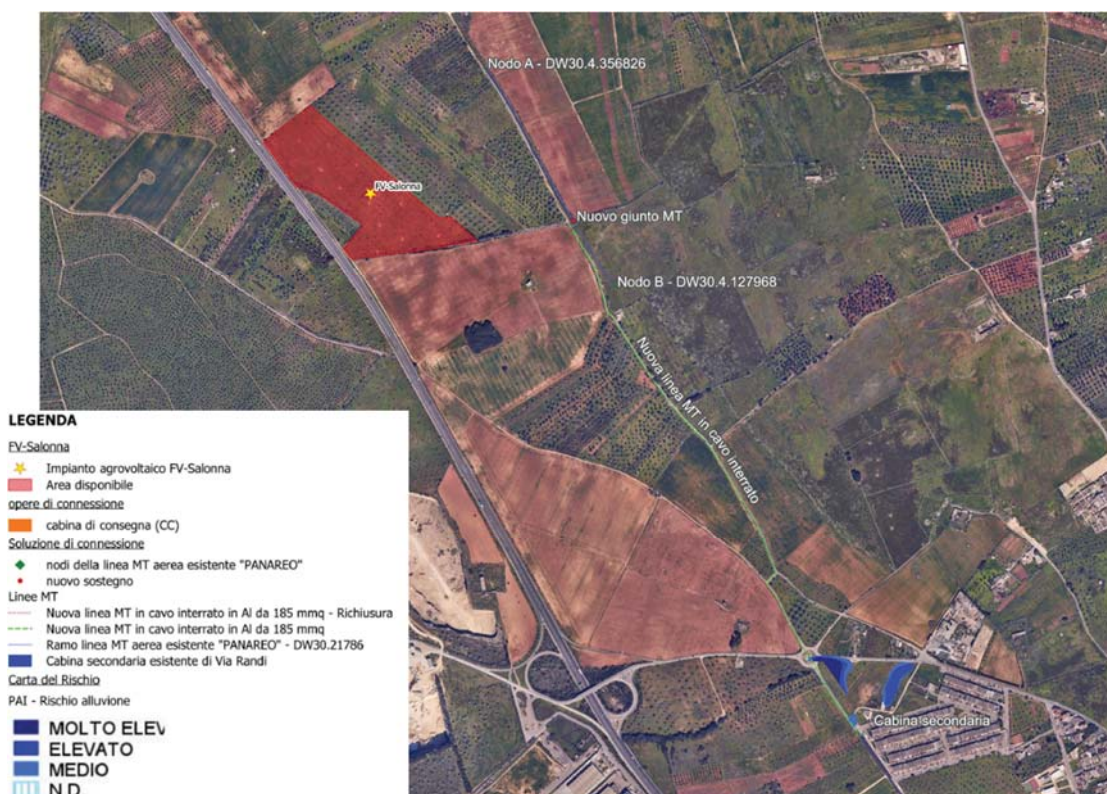 Nodo A - DW30.4.356826
FV-Salonna
Nuovo giunto MT
Nodo B - DW30.4.127968
Nuova linea MT in cavo interrato
Cabina secondaria
LEGENDA
FV-Salonna
Impianto agrovoltaico FV-Salonna
Area disponibile
opere di connessione
cabina di consegna (CC)
Soluzione di connessione
nodi della linea MT aerea esistente "PANAREO"
nuovo sostegno
Linee MT
Nuova linea MT in cavo interrato in Al da 185 mmq - Richiusura
Nuova linea MT in cavo interrato in Al da 185 mmq
Ramo linea MT aerea esistente "PANAREO" - DW30.21786
Cabina secondaria esistente di Via Randi
Carta del Rischio
PAI - Rischio alluvione
MOLTO ELEV
ELEVATO
MEDIO
N.D.